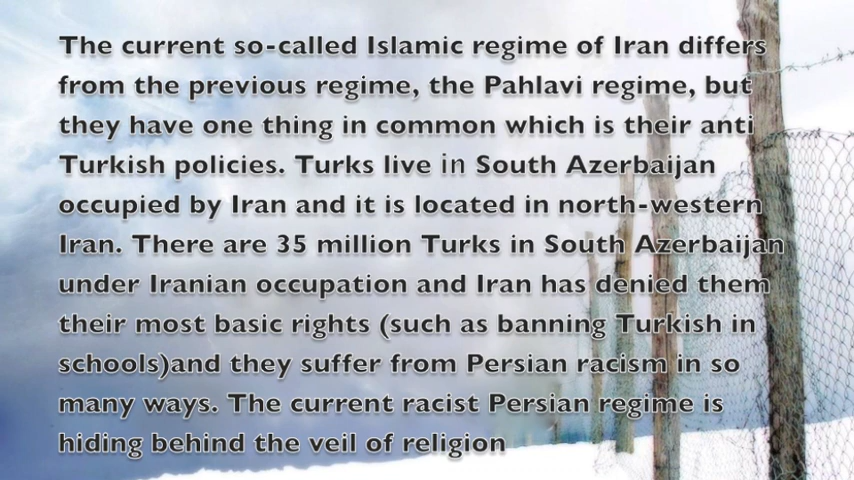 The current so-called Islamic regime of Iran differs
from the previous regime, the Pahlavi regime, but
they have one thing in common which is their anti
Turkish policies. Turks live in South Azerbaijan
occupied by Iran and it is located in north-western
Iran. There are 35 million Turks in South Azerbaijan
under Iranian occupation and Iran has denied them
their most basic rights (such as banning Turkish in
schools)and they suffer from Persian racism in so
many ways. The current racist Persian regime is
hiding behind the veil of religion